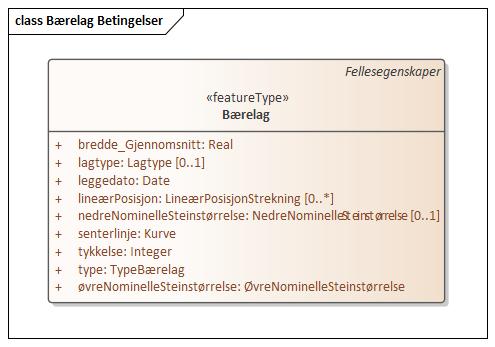 class Bærelag Betingelser
Fellesegenskaper
«featureType»
Bærelag
+ bredde_Gjennomsnitt: Real
+ lagtype: Lagtype [0..1]
+ leggedato: Date
+ lineærPosisjon: LineærPosisjonStrekning [0..*]
+ nedreNominelleSteinstørrelse: NedreNominelleSteinstørrelse [0..1]
+ senterlinje: Kurve
+ tykkelse: Integer
+ type: TypeBærelag
+ øvreNominelleSteinstørrelse: ØvreNominelleSteinstørrelse